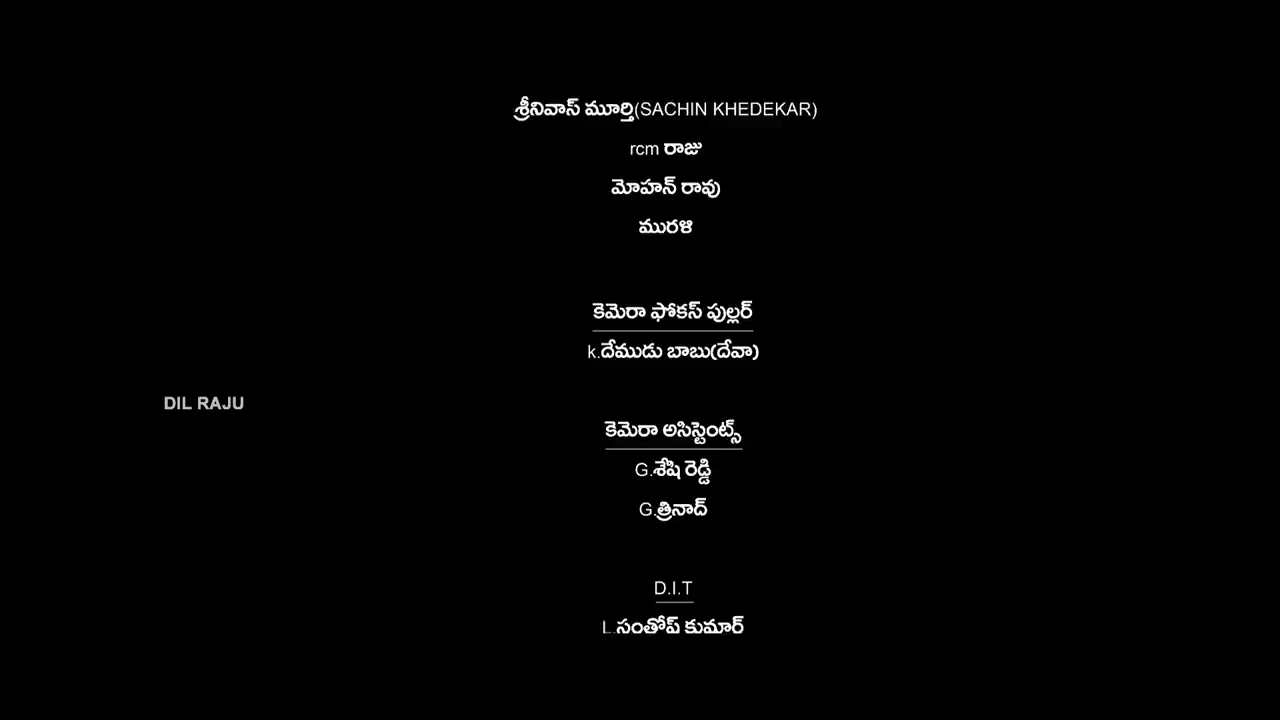 శ్రీనివాస్ మూర్తి(SACHIN KHEDEKAR)
rcm రాజు
మోహన్ రావు
మురళి
కెమెరా ఫోకస్ పుల్లర్
k.దేముడు బాబు(దేవా)
DIL RAJU
కెమెరా అసిస్టెంట్స్
G.శేషి రెడ్డి
G.త్రినాద్
D.I.T
L.సంతోష్ కుమార్